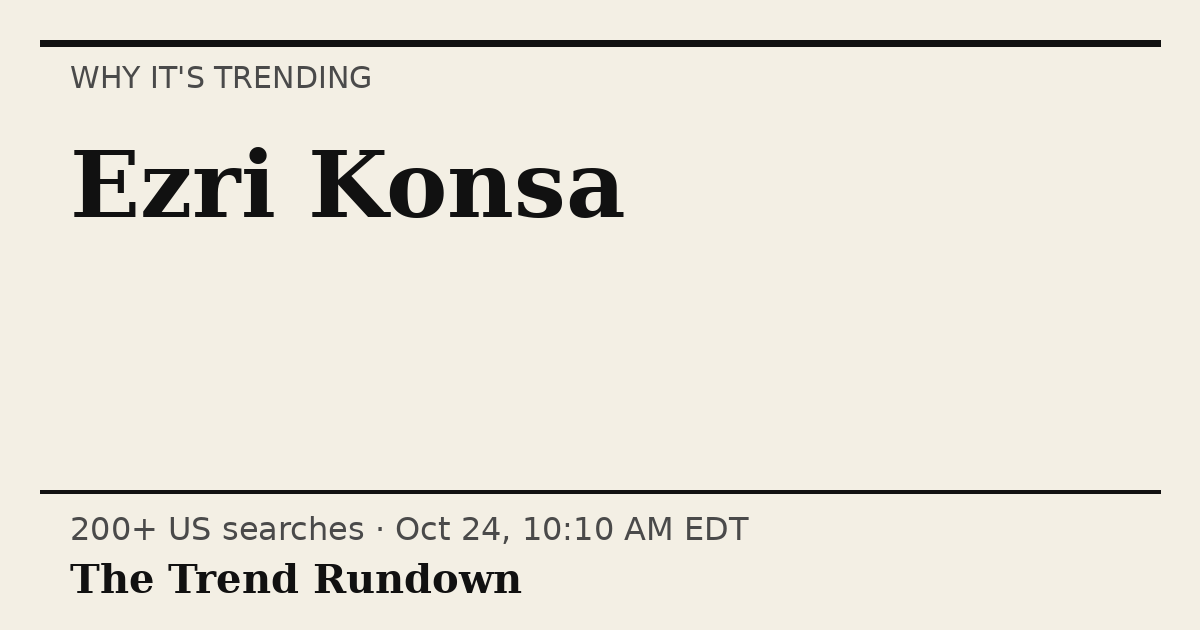 WHY IT'S TRENDING
Ezri Konsa
200+ US searches · Oct 24, 10:10 AM EDT
The Trend Rundown